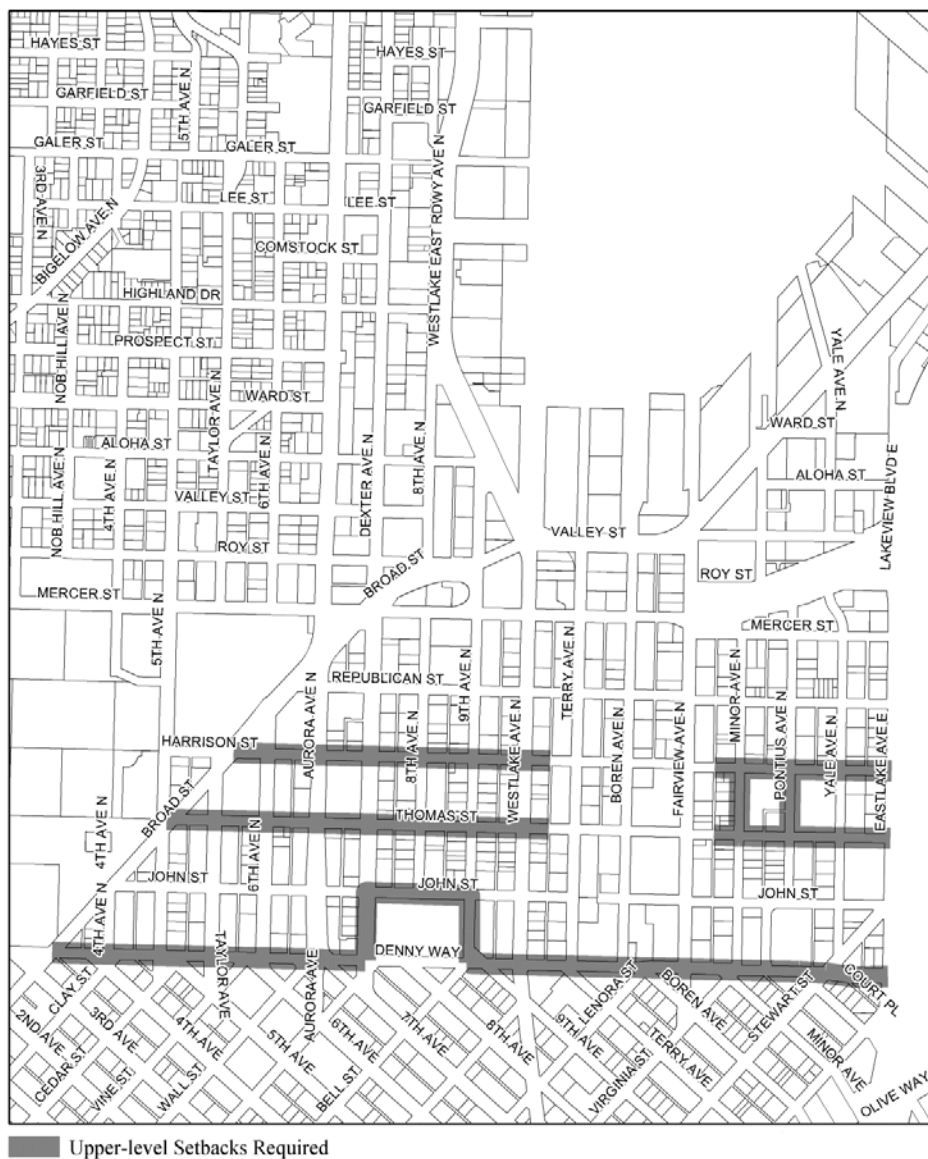 HAYES ST
HAYES ST
5TH AVE N
GARFIELD ST
GARFIELD ST
GALER ST
GALER ST
WESTLAKE EAST RDWY AVE N
3RD AVE N
LEE ST
LEE ST
BIGELOW AVE N
COMSTOCK ST
HIGHLAND DR
NOB HILL AVE N
PROSPECT ST
YALE AVE N
TAYLOR AVE N
WARD ST
WARD ST
ALOHA ST
8TH AVE N
DEXTER AVE N
6TH AVE N
ALOHA ST
LAKEVIEW BLVD E
NOB HILL AVE N
4TH AVE N
VALLEY ST
VALLEY ST
ROY ST
BROAD ST
ROY ST
MERCER ST
MERCER ST
5TH AVE N
REPUBLICAN ST
9TH AVE N
TERRY AVE N
MINOR AVE N
AURORA AVE N
HARRISON ST
8TH AVE N
WESTLAKE AVE N
BOREN AVE N
FAIRVIEW AVE N
PONTIUS AVE N
YALE AVE N
EASTLAKE AVE E
BROAD ST
THOMAS ST
4TH AVE N
6TH AVE N
JOHN ST
JOHN ST
JOHN ST
4TH AVE N
TAYLOR AVE
AURORA AVE
DENNY WAY
CLAY ST
LENORA ST
BOREN AVE
STEWART ST
COURT PL
2ND AVE
3RD AVE
4TH AVE
5TH AVE
6TH AVE
7TH AVE
8TH AVE
9TH AVE
TERRY AVE
MINOR AVE
CEDAR ST
VINE ST
WALL ST
BELL ST
VIRGINIA ST
OLIVE WAY
Upper-level Setbacks Required